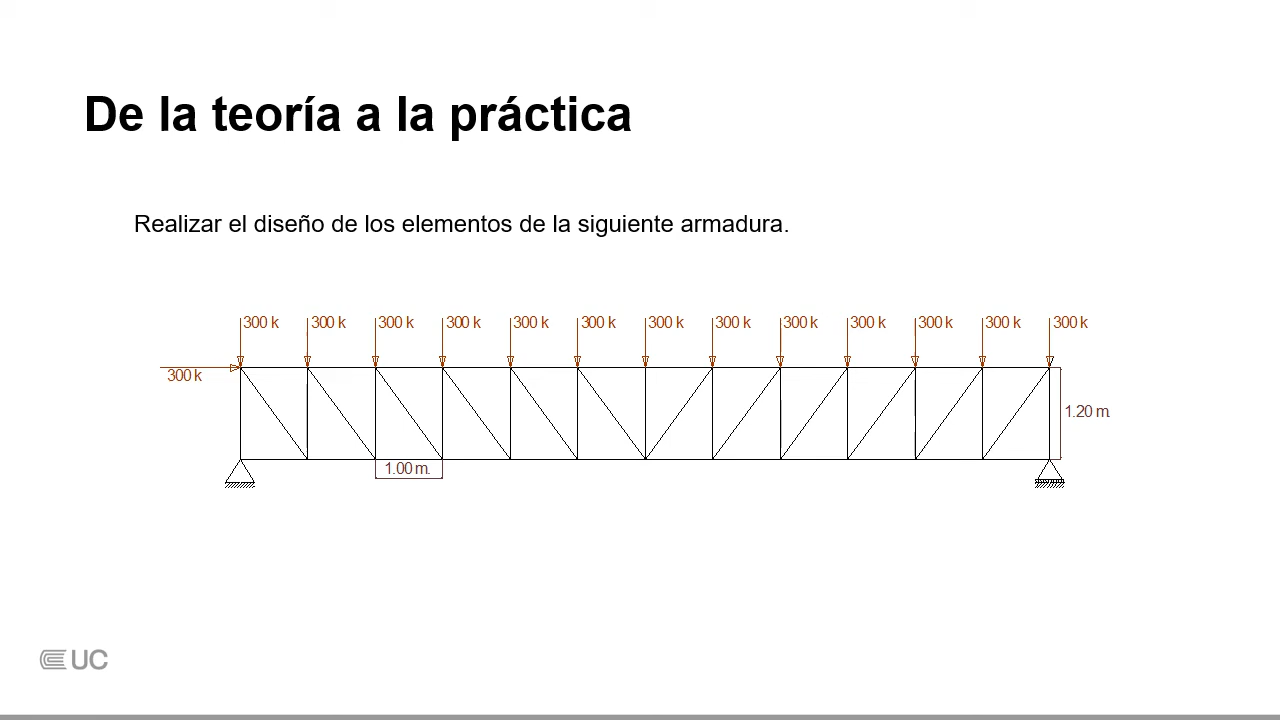 De la teoría a la práctica
Realizar el diseño de los elementos de la siguiente armadura.
300 k 300 k 300 k 300 k 300 k 300 k 300 k 300 k 300 k 300 k 300 k 300 k 300 k
300 k
1.20 m.
1.00 m.
UC